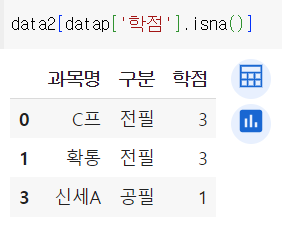 data2[datap['학점'].isna()]
과목명 구분 학점
0 C프 전필 3
1 확통 전필 3
3 신세A 공필 1